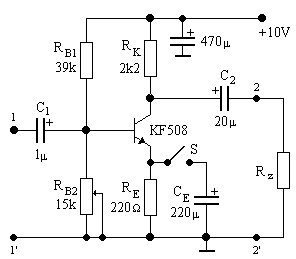 +10V
R_B1
39k
R_K
2k2
+
470μ
C_2
+
2
20μ
1
C_1
+
1μ
KF508
S
R_z
R_B2
15k
R_E
220Ω
C_E
220μ
+
1'
2'